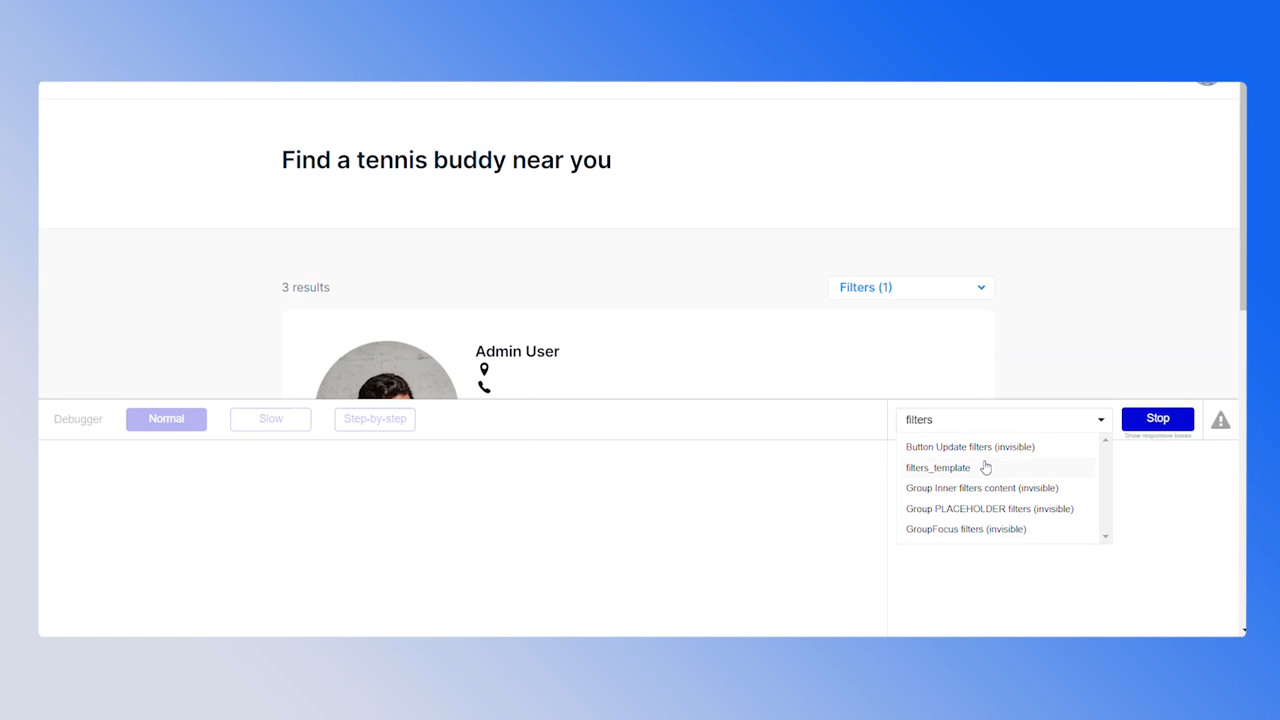 Find a tennis buddy near you
3 results
Filters (1)
Admin User
Debugger
Normal
Slow
Step-by-step
filters
Stop
Show responsive boxes
Button Update filters (invisible)
filters_template
Group Inner filters content (invisible)
Group PLACEHOLDER filters (invisible)
GroupFocus filters (invisible)